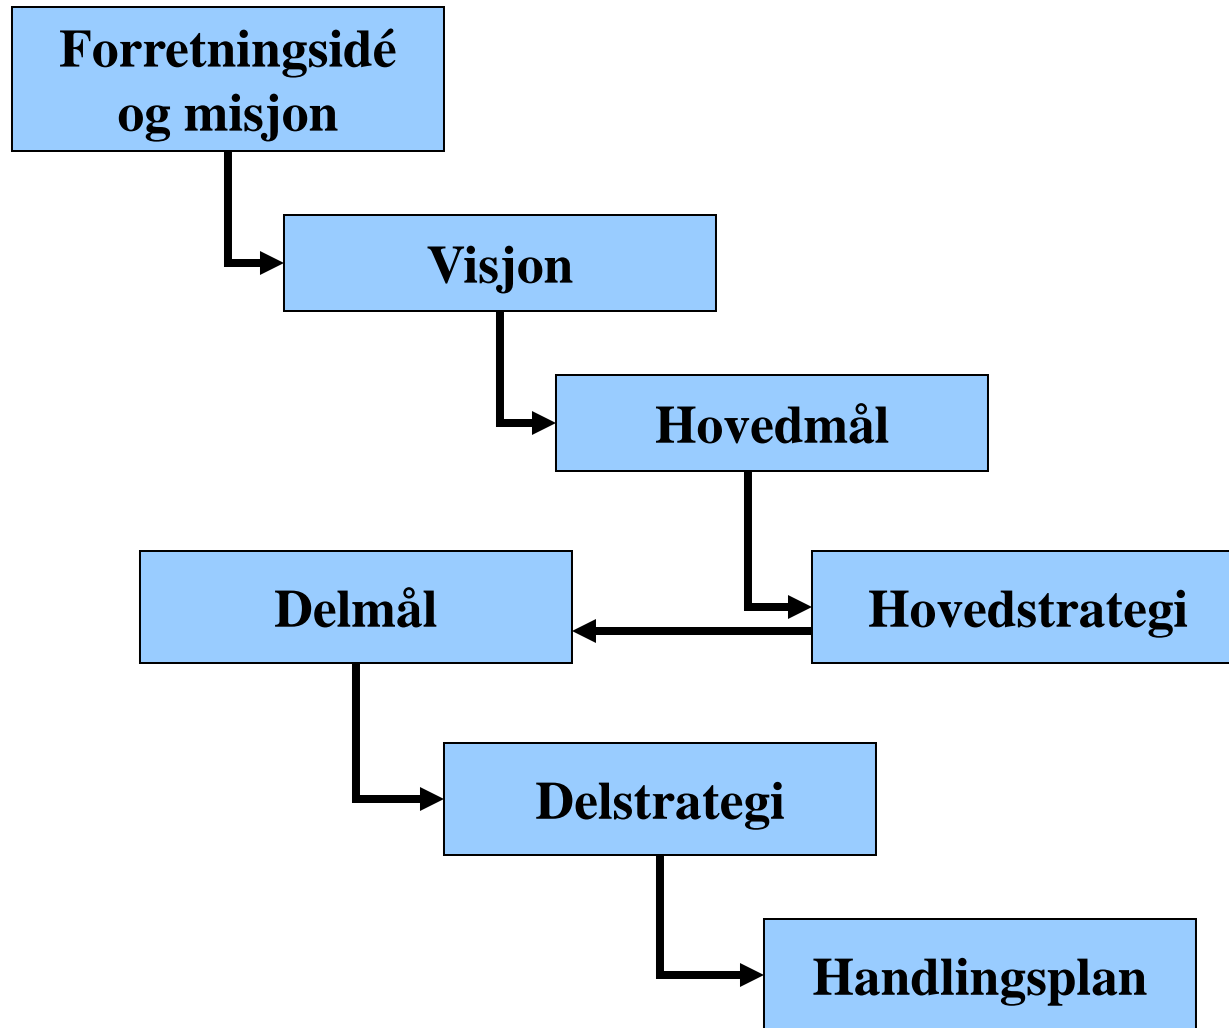 Forretningsidé
og misjon
Visjon
Hovedmål
Delmål
Hovedstrategi
Delstrategi
Handlingsplan